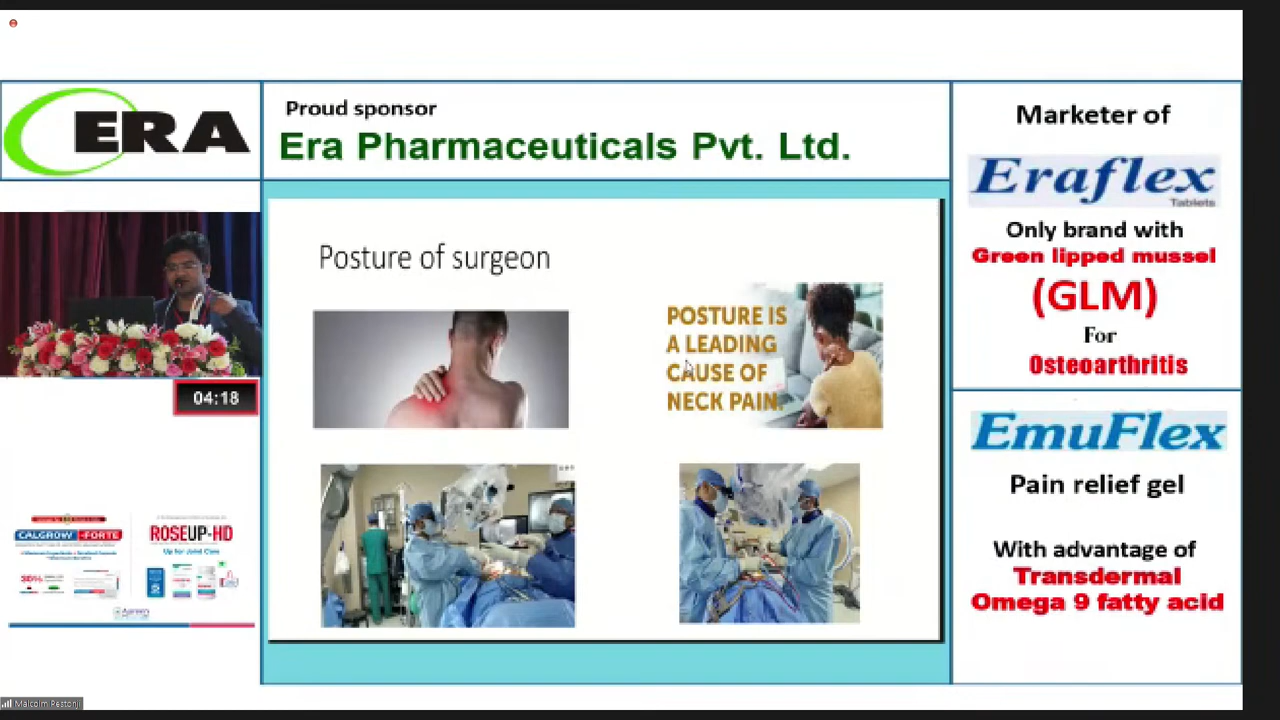 ERA
Proud sponsor
Era Pharmaceuticals Pvt. Ltd.
Posture of surgeon
POSTURE IS
A LEADING
CAUSE OF
NECK PAIN.
04:18
CALGROW -FORTE
30%
ROSEUP-HD
Up for Joint Care
Marketer of
Eraflex
Tablets
Only brand with
Green lipped mussel
(GLM)
For
Osteoarthritis
EmuFlex
Pain relief gel
With advantage of
Transdermal
Omega 9 fatty acid
Malcolm Pestonji